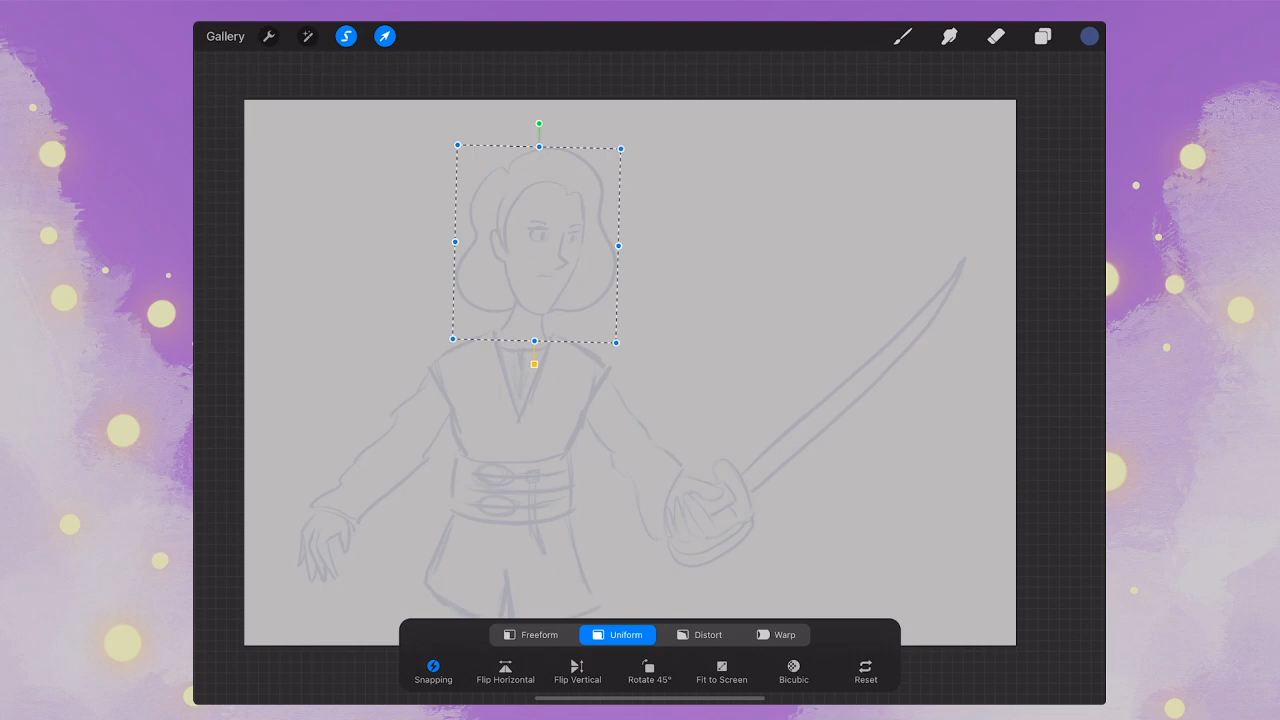 Gallery
Freeform Uniform Distort Warp
Snapping Flip Horizontal Flip Vertical Rotate 45° Fit to Screen Bicubic Reset